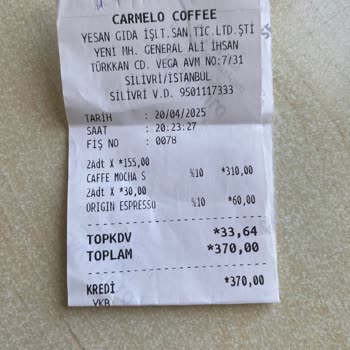 CARMELO COFFEE
YESAN GIDA İŞLT.SAN.TİC.LTD.ŞTİ
YENİ MH. GENERAL ALİ İHSAN
TÜRKKAN CD. VEGA AVM NO:7/31
SİLİVRİ/İSTANBUL
SİLİVRİ V.D. 9501117333
TARİH : 20/04/2025
SAAT : 20:23:27
FİŞ NO : 0078
2Adt X *155,00
CAFFE MOCHA S %10 *310,00
2Adt X *30,00
ORIGIN ESPRESSO %10 *60,00
TOPKDV *33,64
TOPLAM *370,00
KREDİ *370,00
YKB